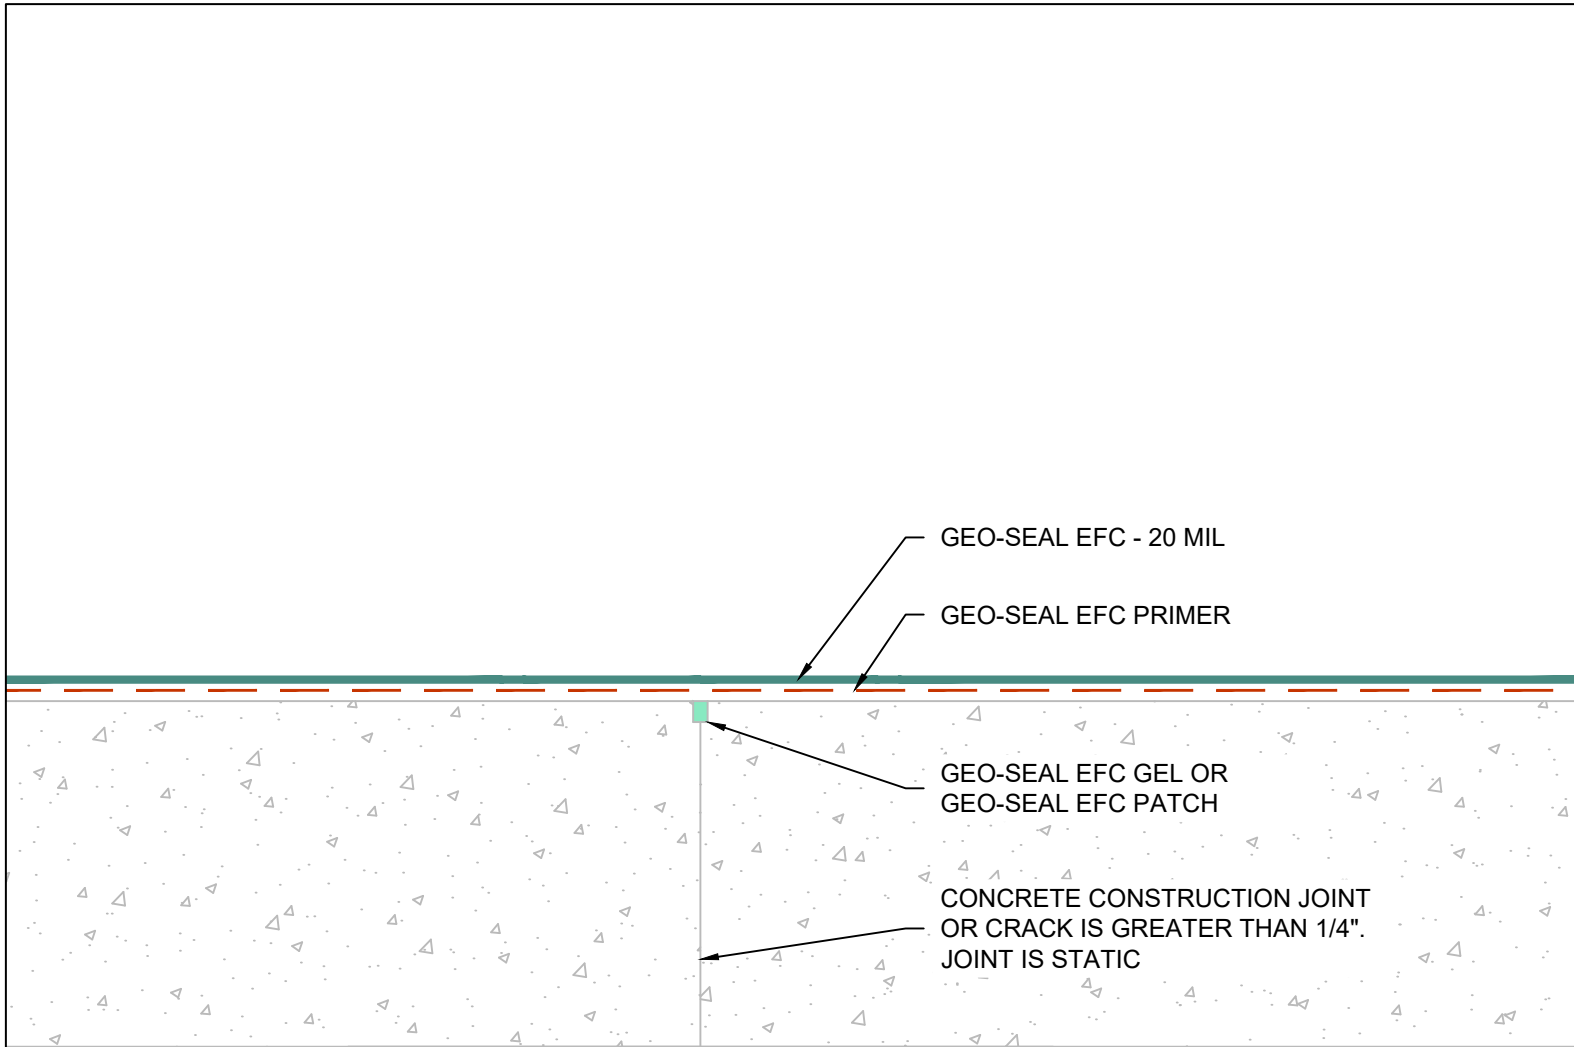 GEO-SEAL EFC - 20 MIL
GEO-SEAL EFC PRIMER
GEO-SEAL EFC GEL OR
GEO-SEAL EFC PATCH
CONCRETE CONSTRUCTION JOINT
OR CRACK IS GREATER THAN 1/4".
JOINT IS STATIC